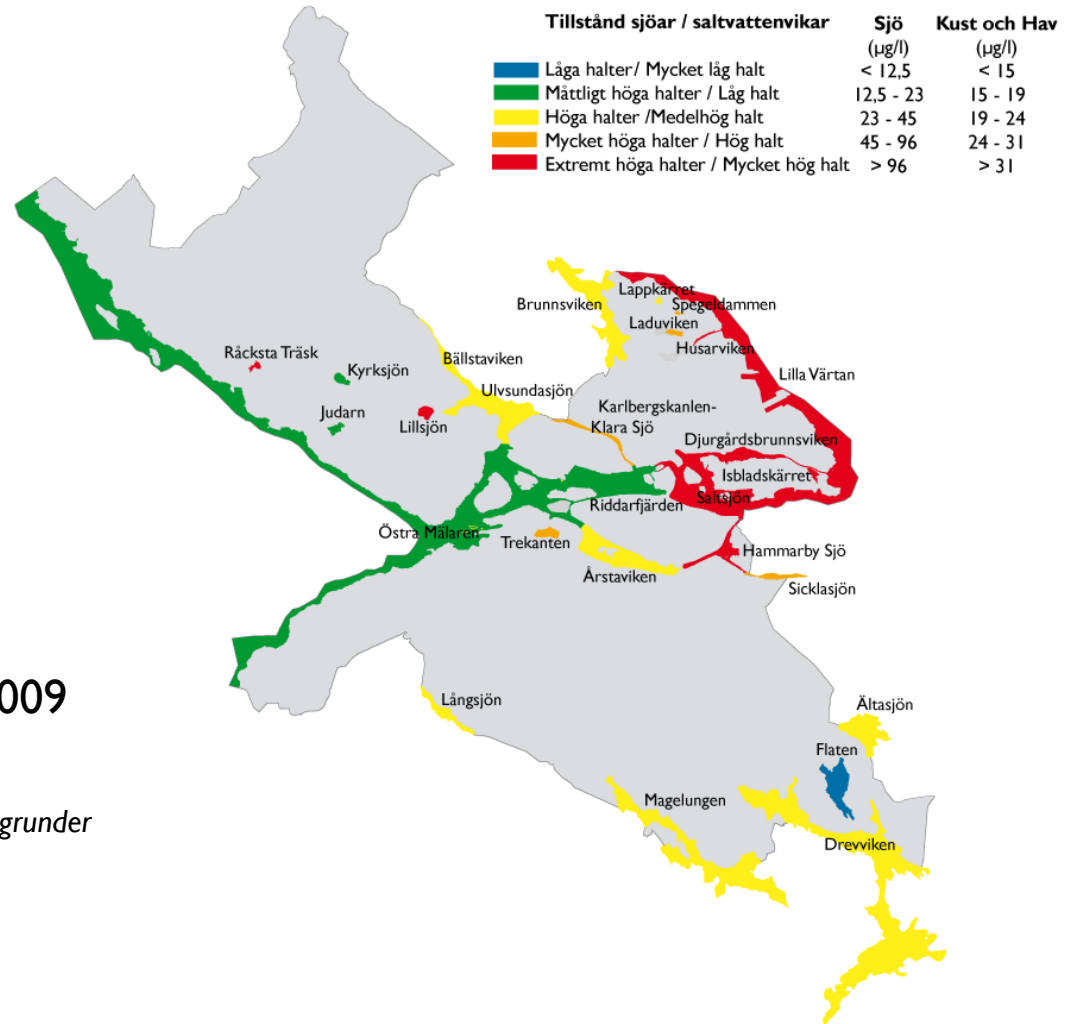 Tillstånd sjöar / saltvattenvikar Sjö Kust och Hav
(µg/l) (µg/l)
Låga halter/ Mycket låg halt < 12,5 < 15
Måttligt höga halter / Låg halt 12,5 - 23 15 - 19
Höga halter /Medelhög halt 23 - 45 19 - 24
Mycket höga halter / Hög halt 45 - 96 24 - 31
Extremt höga halter / Mycket hög halt > 96 > 31
Lappkärret
Brunnsviken
Spegeldammen
Laduviken
Husarviken
Råcksta Träsk
Bällstaviken
Kyrksjön
Lilla Värtan
Ulvsundasjön
Karlbergskanlen-
Klara Sjö
Judarn
Lillsjön
Djurgårdsbrunnsviken
Isbladskärret
Saltsjön
Riddarfjärden
Östra Mälaren
Trekanten
Hammarby Sjö
Årstaviken
Sicklasjön
009
Långsjön
Ältasjön
Flaten
Magelungen
grunder
Drevviken